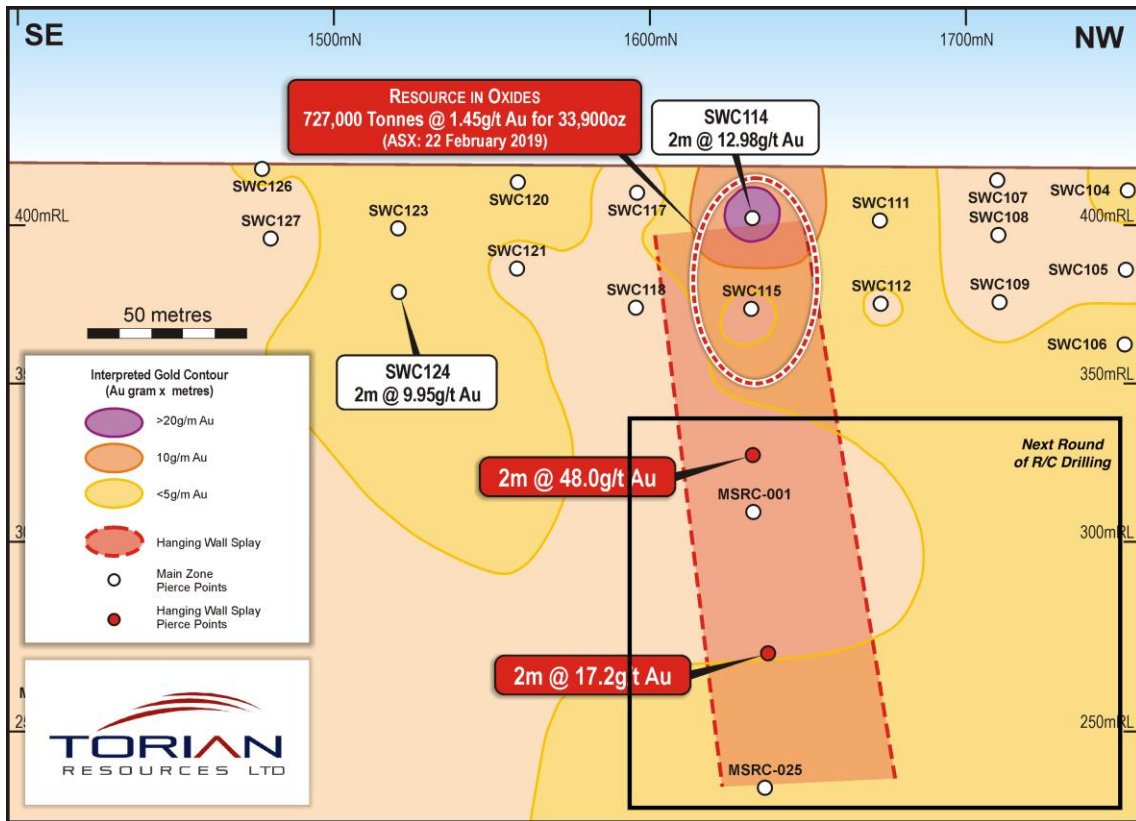 SE
1500mN
1600mN
1700mN
NW
RESOURCE IN OXIDES
727,000 Tonnes @ 1.45g/t Au for 33,900oz
(ASX: 22 February 2019)
SWC114
2m @ 12.98g/t Au
SWC126
SWC127
SWC123
SWC120
SWC121
SWC117
SWC118
SWC115
SWC111
SWC112
SWC107
SWC108
SWC109
SWC104
SWC105
SWC106
400mRL
400mRL
50 metres
SWC124
2m @ 9.95g/t Au
350mRL
Interpreted Gold Contour
(Au gram x metres)
>20g/m Au
10g/m Au
<5g/m Au
Hanging Wall Splay
Main Zone
Pierce Points
Hanging Wall Splay
Pierce Points
Next Round
of R/C Drilling
2m @ 48.0g/t Au
MSRC-001
300mRL
2m @ 17.2g/t Au
250mRL
MSRC-025
TORIAN
RESOURCES LTD